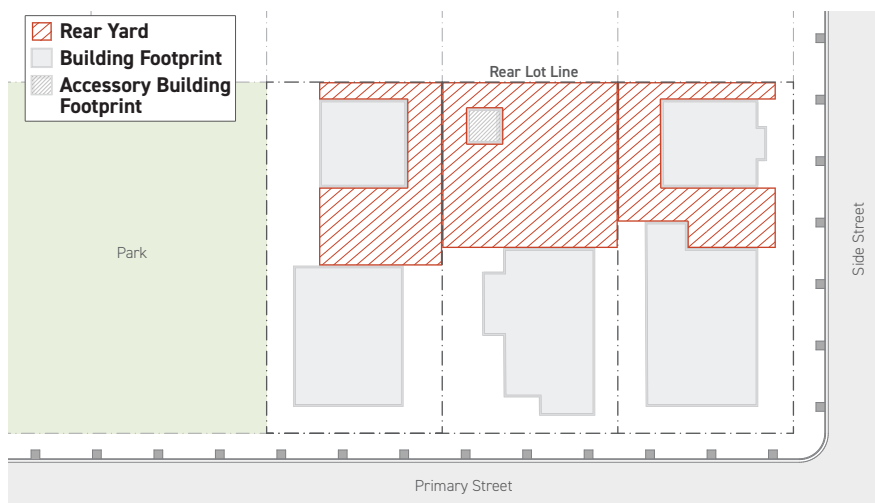 Rear Yard
Building Footprint
Accessory Building
Footprint
Rear Lot Line
Park
Side Street
Primary Street